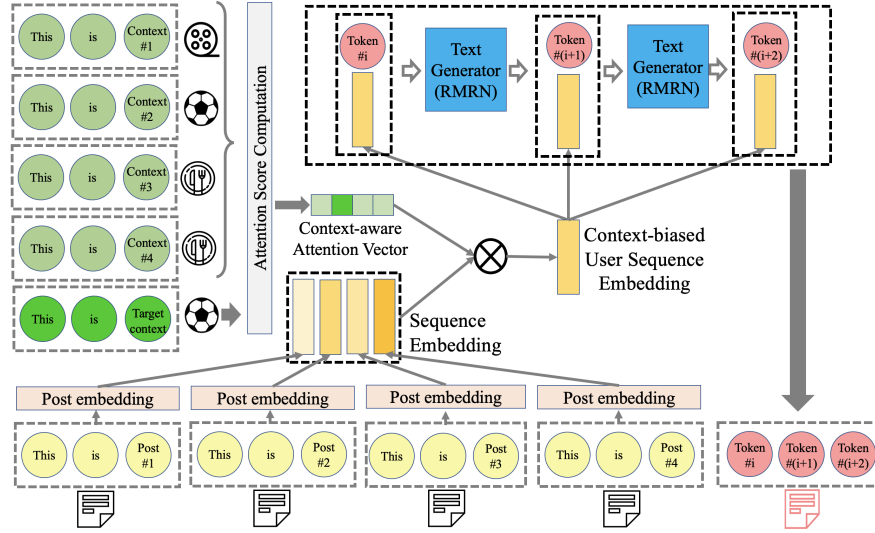 This is Context #1
This is Context #2
This is Context #3
This is Context #4
This is Target context
Attention Score Computation
Token #i
Text Generator (RMRN)
Token #(i+1)
Text Generator (RMRN)
Token #(i+2)
Context-aware
Attention Vector
Context-biased
User Sequence
Embedding
Sequence
Embedding
Post embedding
Post embedding
Post embedding
Post embedding
This is Post #1
This is Post #2
This is Post #3
This is Post #4
Token #i
Token #(i+1)
Token #(i+2)